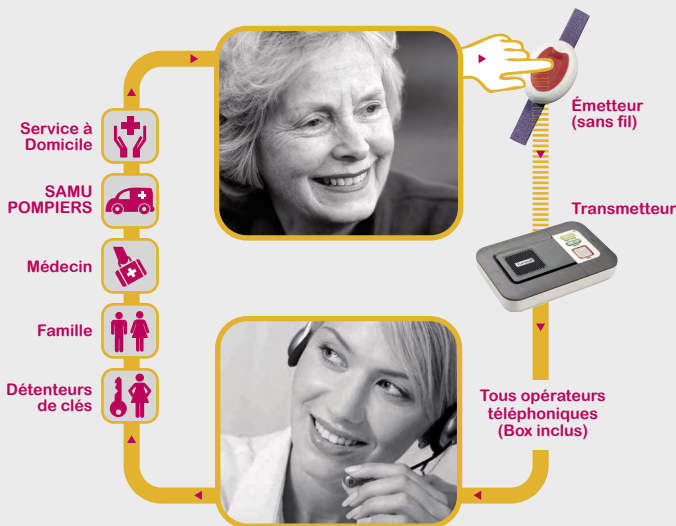 Service à
Domicile
SAMU
POMPIERS
Médecin
Famille
Détenteurs
de clés
Émetteur
(sans fil)
Transmetteur
Tous opérateurs
téléphoniques
(Box inclus)